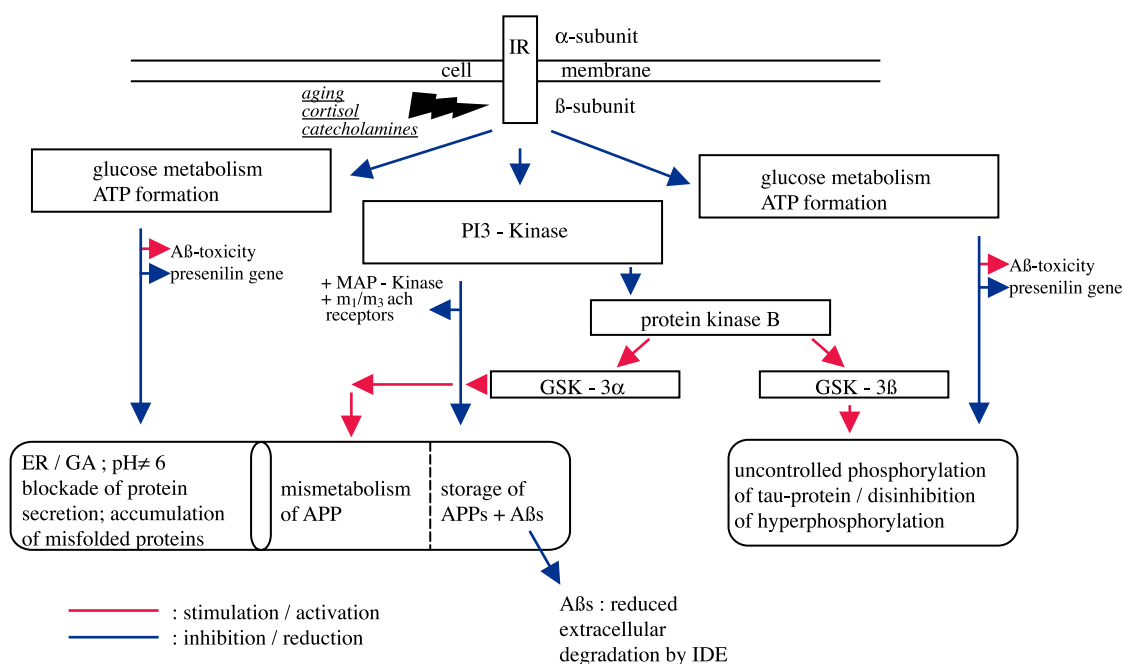 IR
α-subunit
cell
membrane
aging
cortisol
catecholamines
ß-subunit
glucose metabolism
ATP formation
PI3 - Kinase
glucose metabolism
ATP formation
Aß-toxicity
presenilin gene
+ MAP - Kinase
+ m₁/m₃ ach
receptors
Aß-toxicity
presenilin gene
protein kinase B
GSK - 3α
GSK - 3ß
ER / GA ; pH≠ 6
blockade of protein
secretion; accumulation
of misfolded proteins
mismetabolism
of APP
storage of
APPs + Aßs
uncontrolled phosphorylation
of tau-protein / disinhibition
of hyperphosphorylation
: stimulation / activation
: inhibition / reduction
Aßs : reduced
extracellular
degradation by IDE